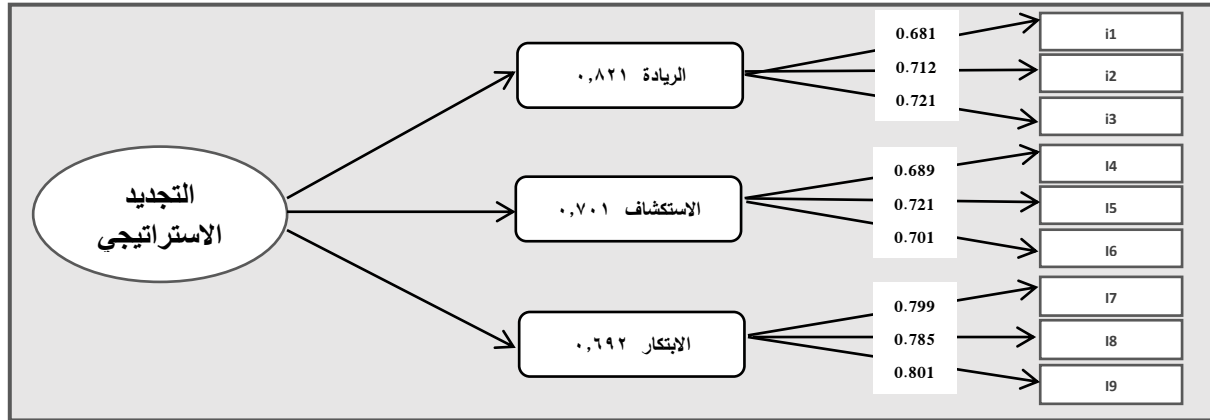 التجديد
الاستراتيجي
الريادة ٠,٨٢١
0.681
0.712
0.721
i1
i2
i3
الاستكشاف ٠,٧٠١
0.689
0.721
0.701
I4
I5
I6
الابتكار ٠,٦٩٢
0.799
0.785
0.801
I7
I8
I9